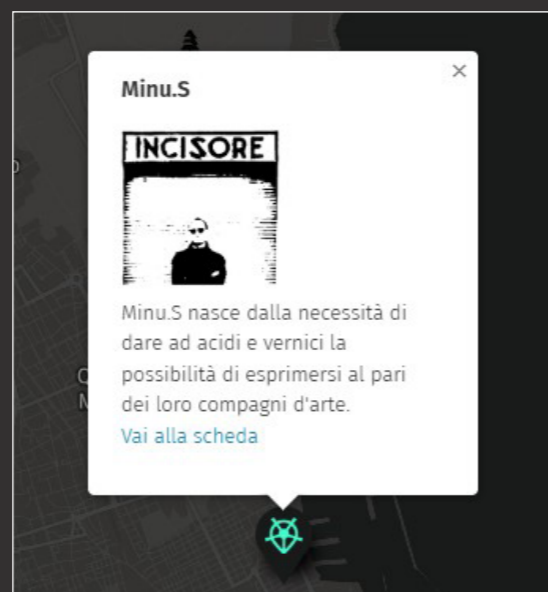 Minu.S
INCISORE
Minu.S nasce dalla necessità di
dare ad acidi e vernici la
possibilità di esprimersi al pari
dei loro compagni d'arte.
Vai alla scheda